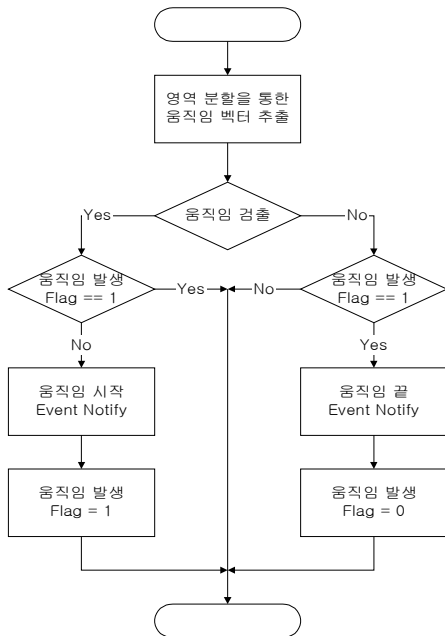 영역 분할을 통한
움직임 벡터 추출
움직임 검출
Yes
No
움직임 발생
Flag == 1
Yes
No
움직임 발생
Flag == 1
No
Yes
움직임 시작
Event Notify
움직임 끝
Event Notify
움직임 발생
Flag = 1
움직임 발생
Flag = 0